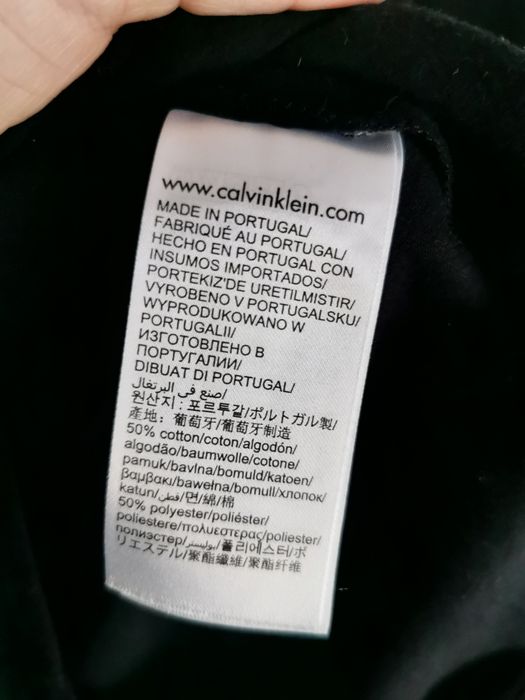 www.calvinklein.com
MADE IN PORTUGAL/
FABRIQUÉ AU PORTUGAL/
HECHO EN PORTUGAL CON
INSUMOS IMPORTADOS/
PORTEKIZ'DE URETILMISTIR/
VYROBENO V PORTUGALSKU/
WYPRODUKOWANO W
PORTUGALII/
ИЗГОТОВЛЕНО В
ПОРТУГАЛИИ/
DIBUAT DI PORTUGAL/
صنع في البرتغال/
원산지 : 포르투갈/ポルトガル製/
產地: 葡萄牙/葡萄牙制造
50% cotton/coton/algodón/
algodão/baumwolle/cotone/
pamuk/bavlna/bomuld/katoen/
βαμβακι/bawełna/bomull/хлопок/
katun/قطن/면/綿/棉
50% polyester/poliéster/
poliestere/πολυεστερας/poliester/
полиэстер/بوليستر/폴리에스터/ポ
リエステル/聚酯纖維/聚酯纤维